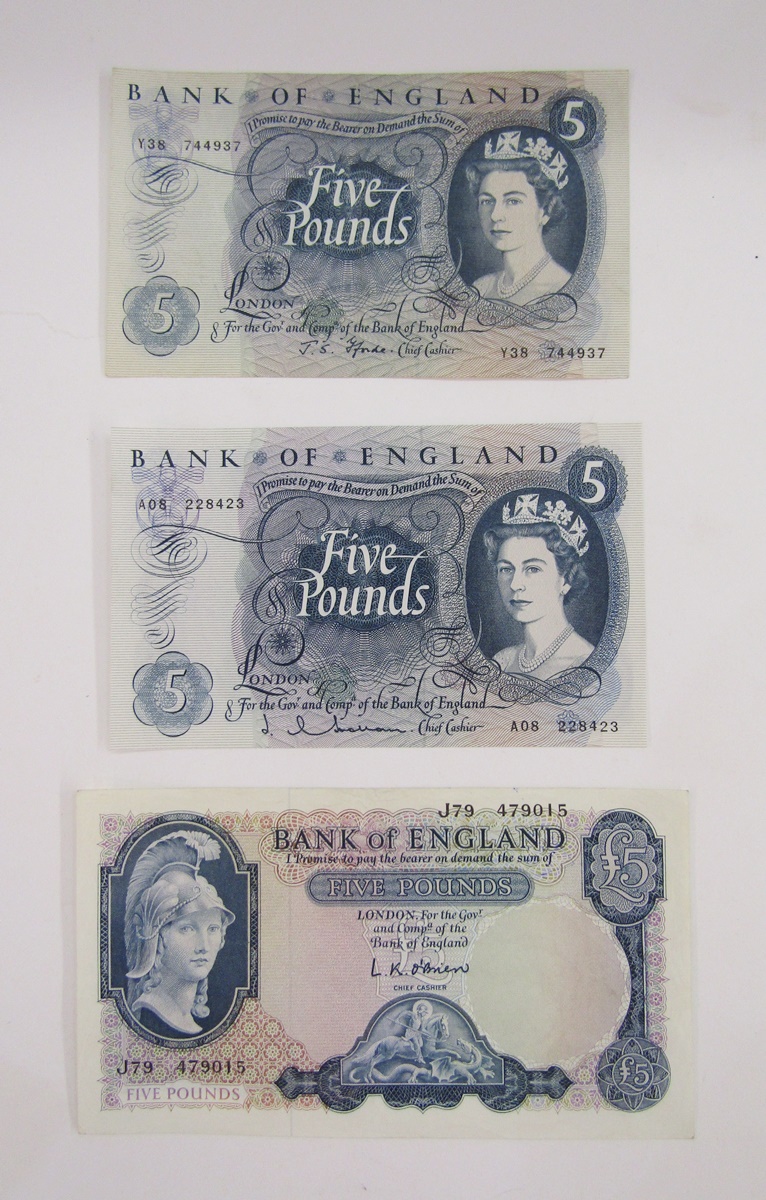 BANK OF ENGLAND
5
I Promise to pay the Bearer on Demand the Sum of
Y38 744937
Five
Pounds
LONDON
5
For the Govr and Compa of the Bank of England
J. S. Fforde. Chief Cashier
Y38 744937
BANK OF ENGLAND
5
I Promise to pay the Bearer on Demand the Sum of
A08 228423
Five
Pounds
LONDON
5
For the Govr and Compa of the Bank of England
Chief Cashier
A08 228423
J79 479015
BANK of ENGLAND
I Promise to pay the bearer on demand the sum of
£5
FIVE POUNDS
LONDON, For the Govr
and Compa of the
Bank of England
£5
L.K. O'Brien
CHIEF CASHIER
J79 479015
£5
FIVE POUNDS